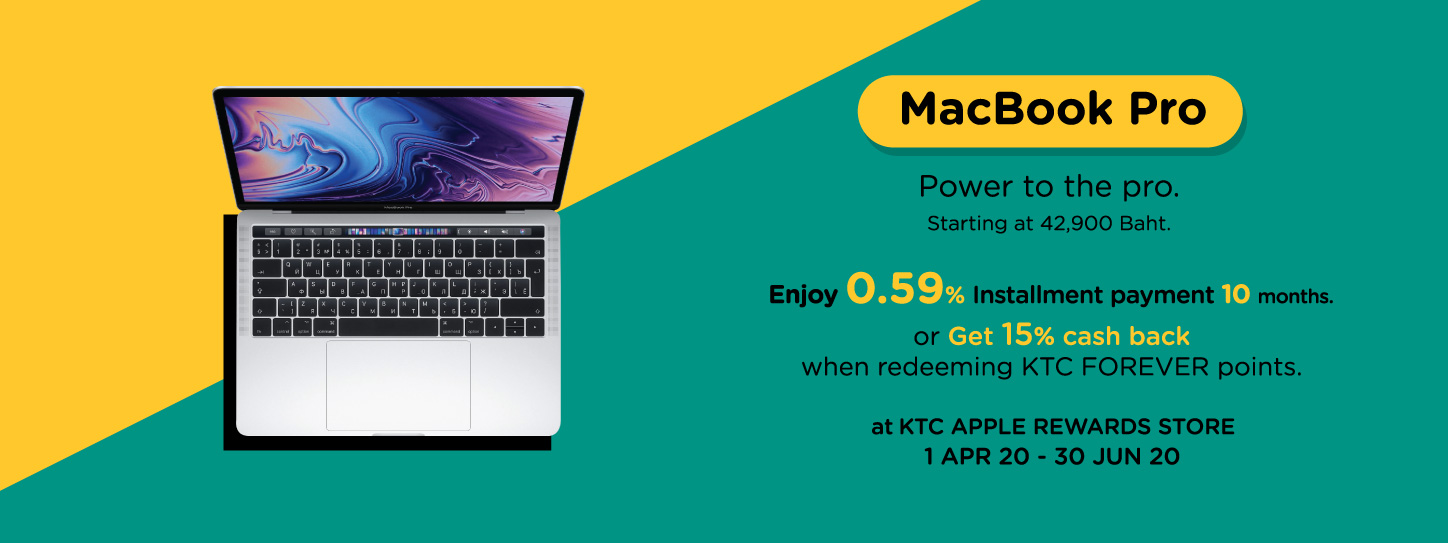 MacBook Pro
Power to the pro.
Starting at 42,900 Baht.
Enjoy 0.59% Installment payment 10 months.
or Get 15% cash back
when redeeming KTC FOREVER points.
at KTC APPLE REWARDS STORE
1 APR 20 - 30 JUN 20